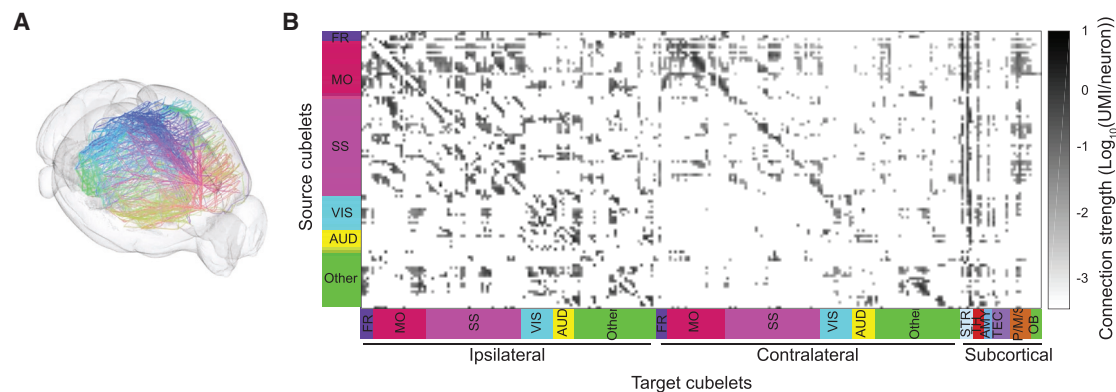 A
B
FR
MO
SS
VIS
AUD
Other
Source cubelets
FR
MO
SS
VIS
AUD
Other
FR
MO
SS
VIS
AUD
Other
STR
AMY
TEC
P/M/S
OB
Ipsilateral
Contralateral
Subcortical
Target cubelets
1
0
-1
-2
-3
Connection strength (Log10(UMI/neuron))